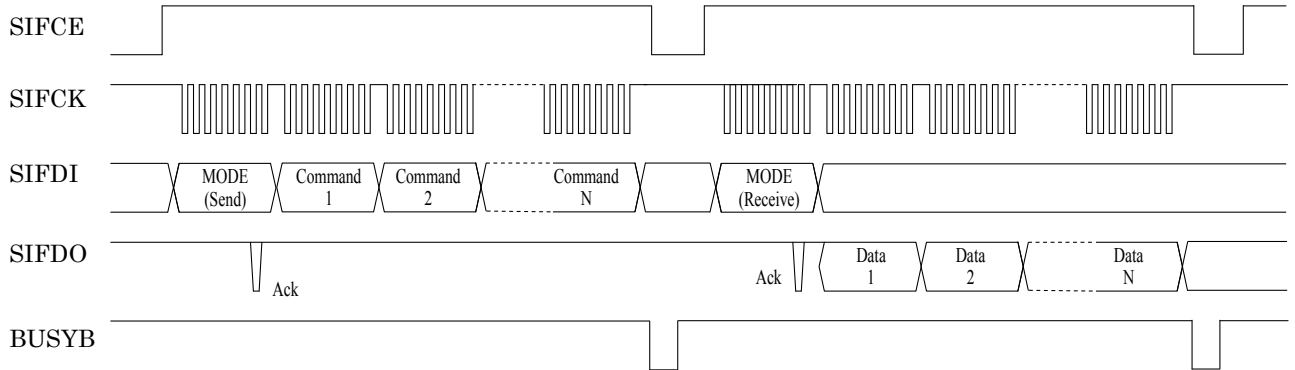 SIFCE
SIFCK
SIFDI
MODE
(Send)
Command
1
Command
2
Command
N
MODE
(Receive)
SIFDO
Ack
Ack
Data
1
Data
2
Data
N
BUSYB